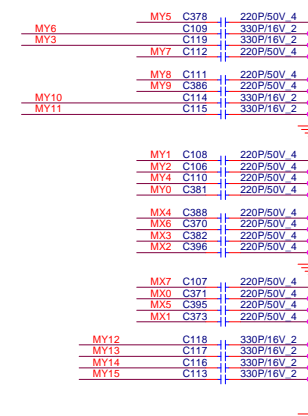 MY5 C378 220P/50V_4
MY6 C109 330P/16V_2
MY3 C119 330P/16V_2
MY7 C112 220P/50V_4
MY8 C111 220P/50V_4
MY9 C386 220P/50V_4
MY10 C114 330P/16V_2
MY11 C115 330P/16V_2
MY1 C108 220P/50V_4
MY2 C106 220P/50V_4
MY4 C110 220P/50V_4
MY0 C381 220P/50V_4
MX4 C388 220P/50V_4
MX6 C370 220P/50V_4
MX3 C382 220P/50V_4
MX2 C396 220P/50V_4
MX7 C107 220P/50V_4
MX0 C371 220P/50V_4
MX5 C395 220P/50V_4
MX1 C373 220P/50V_4
MY12 C118 330P/16V_2
MY13 C117 330P/16V_2
MY14 C116 330P/16V_2
MY15 C113 330P/16V_2